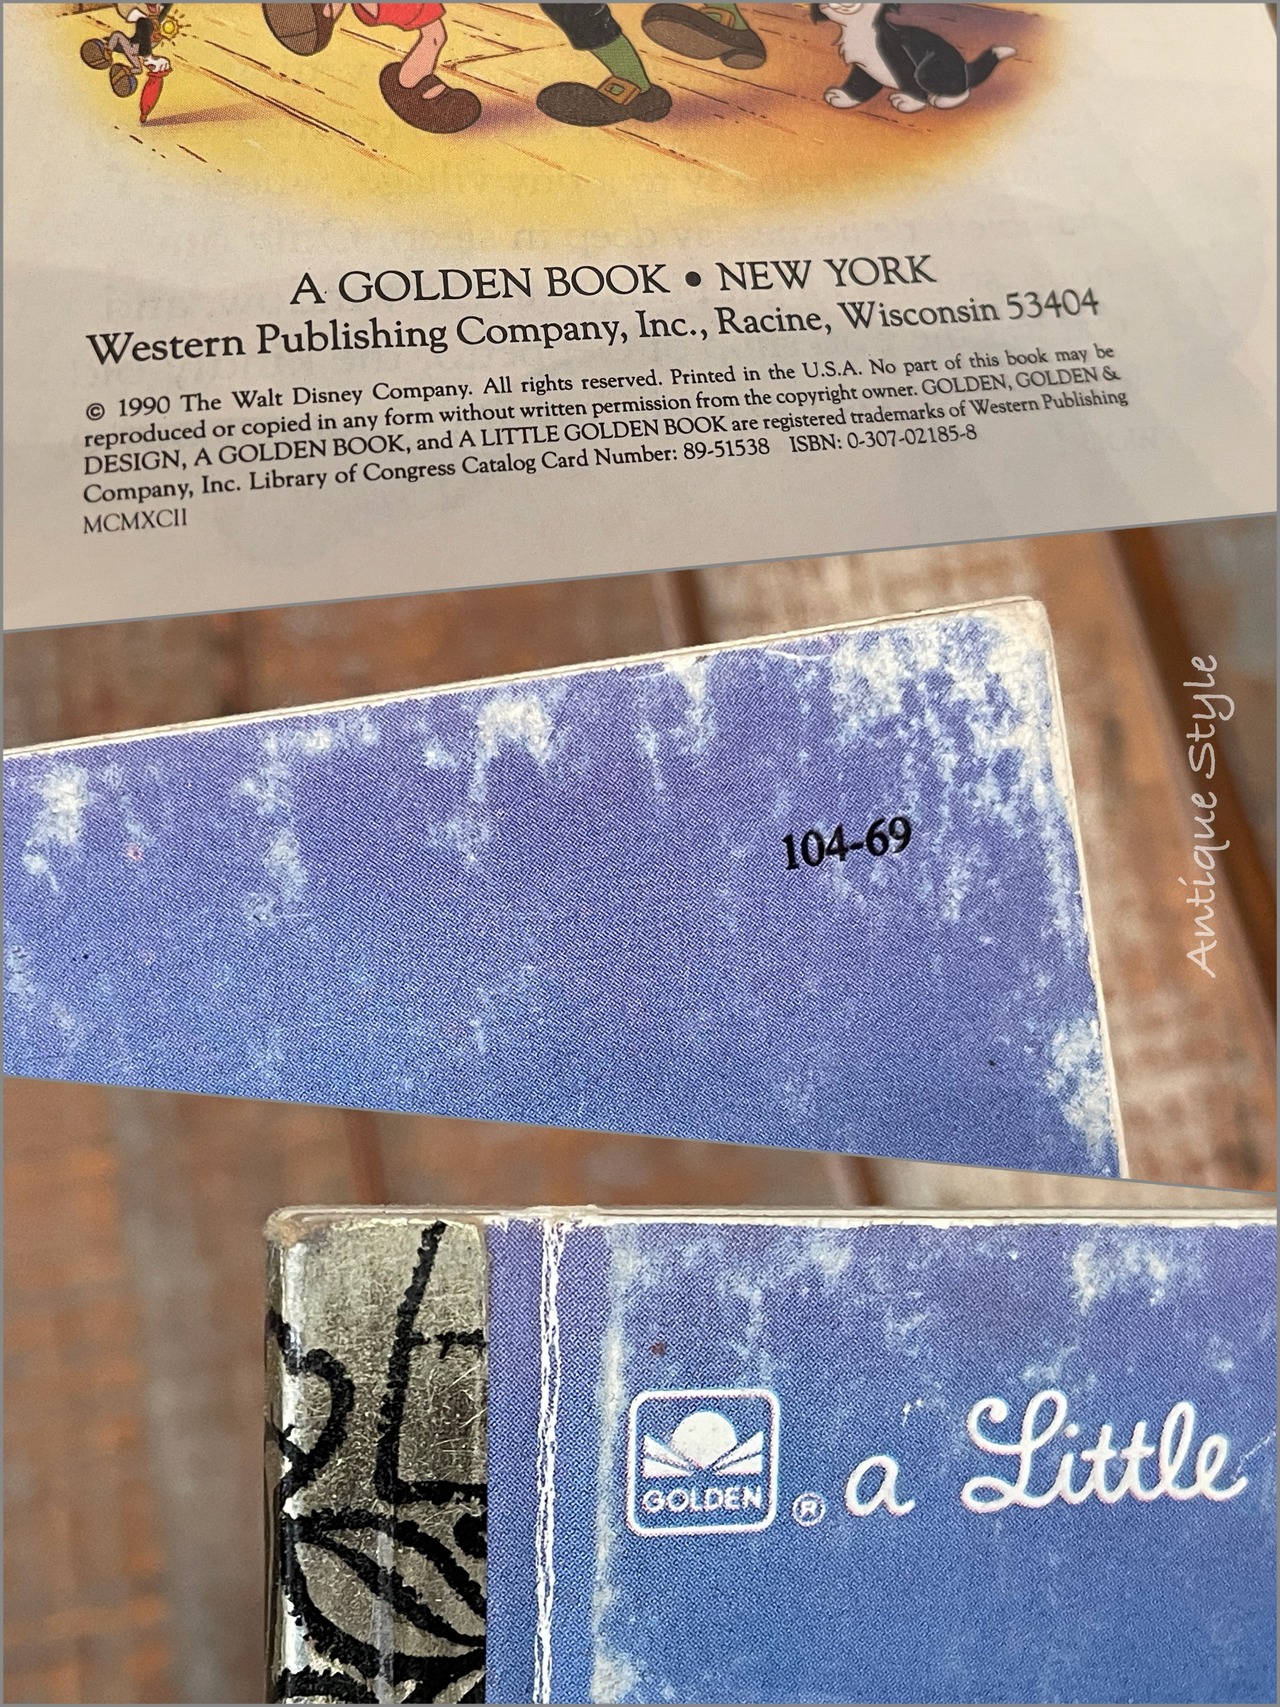 A GOLDEN BOOK • NEW YORK
Western Publishing Company, Inc., Racine, Wisconsin 53404
© 1990 The Walt Disney Company. All rights reserved. Printed in the U.S.A. No part of this book may be
reproduced or copied in any form without written permission from the copyright owner. GOLDEN, GOLDEN &
DESIGN, A GOLDEN BOOK, and A LITTLE GOLDEN BOOK are registered trademarks of Western Publishing
Company, Inc. Library of Congress Catalog Card Number: 89-51538 ISBN: 0-307-02185-8
MCMXCII
104-69
Antique Style
GOLDEN ® a Little